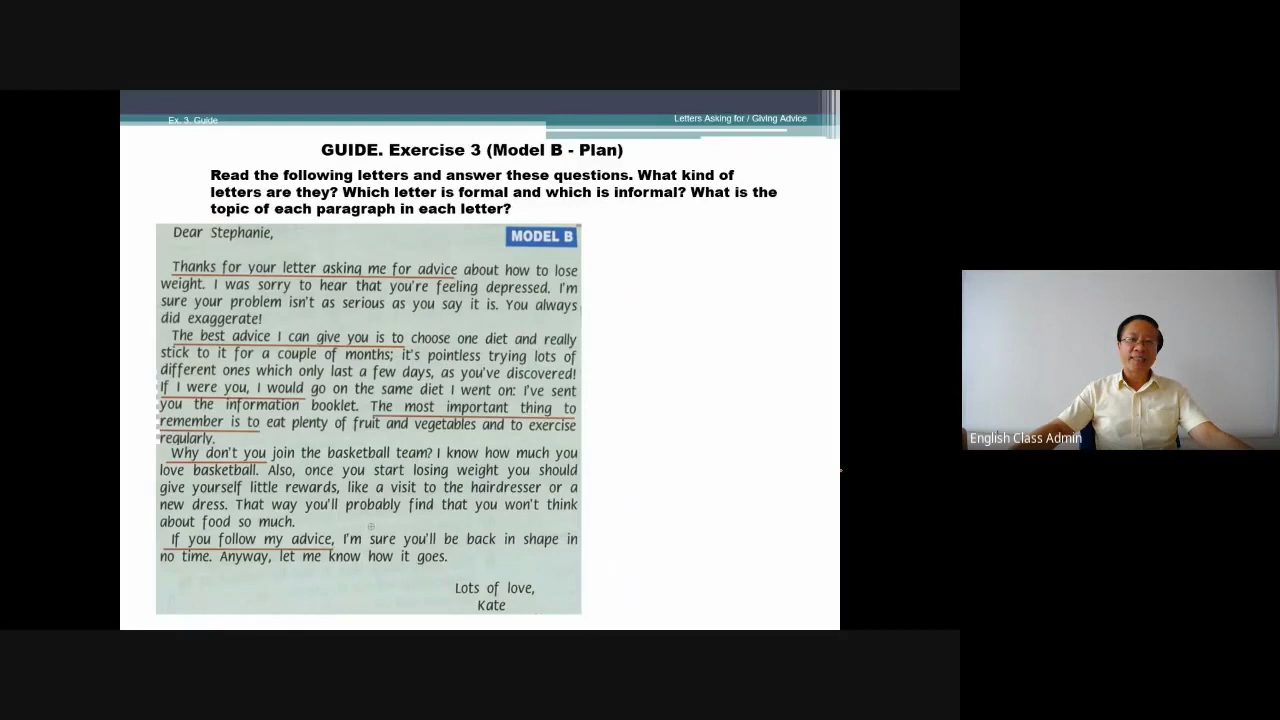 Ex. 3. Guide
Letters Asking for / Giving Advice
GUIDE. Exercise 3 (Model B - Plan)
Read the following letters and answer these questions. What kind of
letters are they? Which letter is formal and which is informal? What is the
topic of each paragraph in each letter?
Dear Stephanie,
MODEL B
Thanks for your letter asking me for advice about how to lose
weight. I was sorry to hear that you're feeling depressed. I'm
sure your problem isn't as serious as you say it is. You always
did exaggerate!
The best advice I can give you is to choose one diet and really
stick to it for a couple of months; it's pointless trying lots of
different ones which only last a few days, as you've discovered!
If I were you, I would go on the same diet I went on: I've sent
you the information booklet. The most important thing to
remember is to eat plenty of fruit and vegetables and to exercise
regularly.
Why don't you join the basketball team? I know how much you
love basketball. Also, once you start losing weight you should
give yourself little rewards, like a visit to the hairdresser or a
new dress. That way you'll probably find that you won't think
about food so much.
If you follow my advice, I'm sure you'll be back in shape in
no time. Anyway, let me know how it goes.
Lots of love,
Kate
English Class Admin